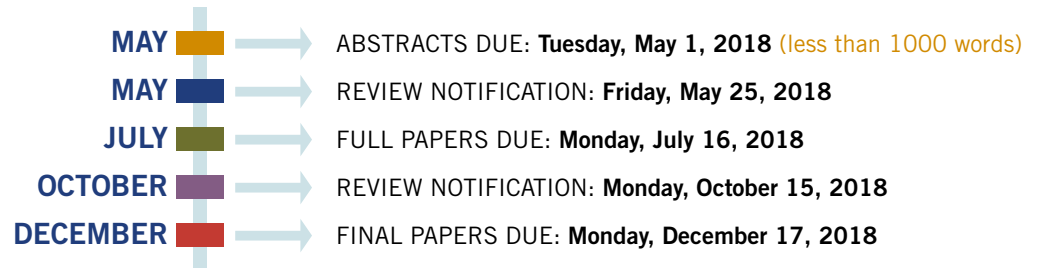 MAY ABSTRACTS DUE: Tuesday, May 1, 2018 (less than 1000 words)
MAY REVIEW NOTIFICATION: Friday, May 25, 2018
JULY FULL PAPERS DUE: Monday, July 16, 2018
OCTOBER REVIEW NOTIFICATION: Monday, October 15, 2018
DECEMBER FINAL PAPERS DUE: Monday, December 17, 2018